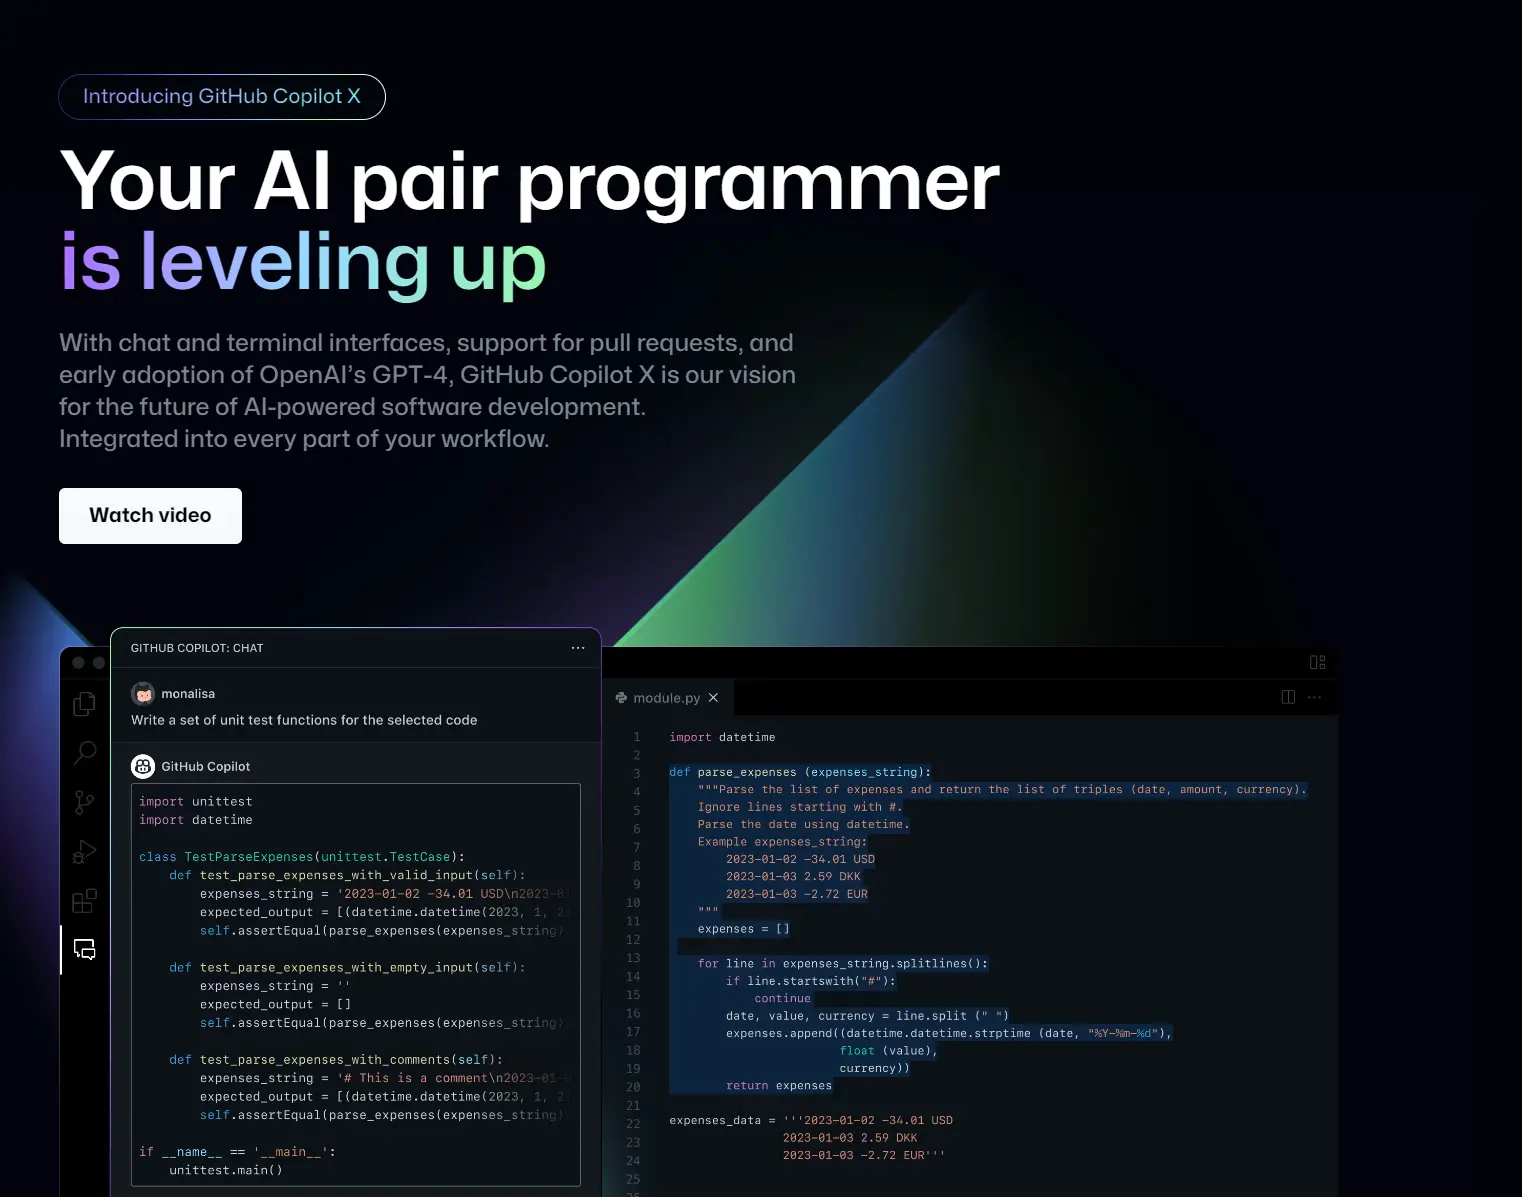 Introducing GitHub Copilot X
Your AI pair programmer
is leveling up
With chat and terminal interfaces, support for pull requests, and
early adoption of OpenAI’s GPT-4, GitHub Copilot X is our vision
for the future of AI-powered software development.
Integrated into every part of your workflow.
Watch video
GITHUB COPILOT: CHAT
monalisa
Write a set of unit test functions for the selected code
GitHub Copilot
import unittest
import datetime
class TestParseExpenses(unittest.TestCase):
def test_parse_expenses_with_valid_input(self):
expenses_string = '2023-01-02 -34.01 USD\n2023-01
expected_output = [(datetime.datetime(2023, 1, 2)
self.assertEqual(parse_expenses(expenses_string)
def test_parse_expenses_with_empty_input(self):
expenses_string = ''
expected_output = []
self.assertEqual(parse_expenses(expenses_string)
def test_parse_expenses_with_comments(self):
expenses_string = '# This is a comment\n2023-01-0
expected_output = [(datetime.datetime(2023, 1, 2)
self.assertEqual(parse_expenses(expenses_string)
if __name__ == '__main__':
unittest.main()
module.py
1 import datetime
2
3 def parse_expenses (expenses_string):
4 """Parse the list of expenses and return the list of triples (date, amount, currency).
5 Ignore lines starting with #.
6 Parse the date using datetime.
7 Example expenses_string:
8 2023-01-02 -34.01 USD
9 2023-01-03 2.59 DKK
10 2023-01-03 -2.72 EUR
11 """
12 expenses = []
13 for line in expenses_string.splitlines():
14 if line.startswith("#"):
15 continue
16 date, value, currency = line.split (" ")
17 expenses.append((datetime.datetime.strptime (date, "%Y-%m-%d"),
18 float (value),
19 currency))
20 return expenses
21
22 expenses_data = '''2023-01-02 -34.01 USD
23 2023-01-03 2.59 DKK
24 2023-01-03 -2.72 EUR'''
25